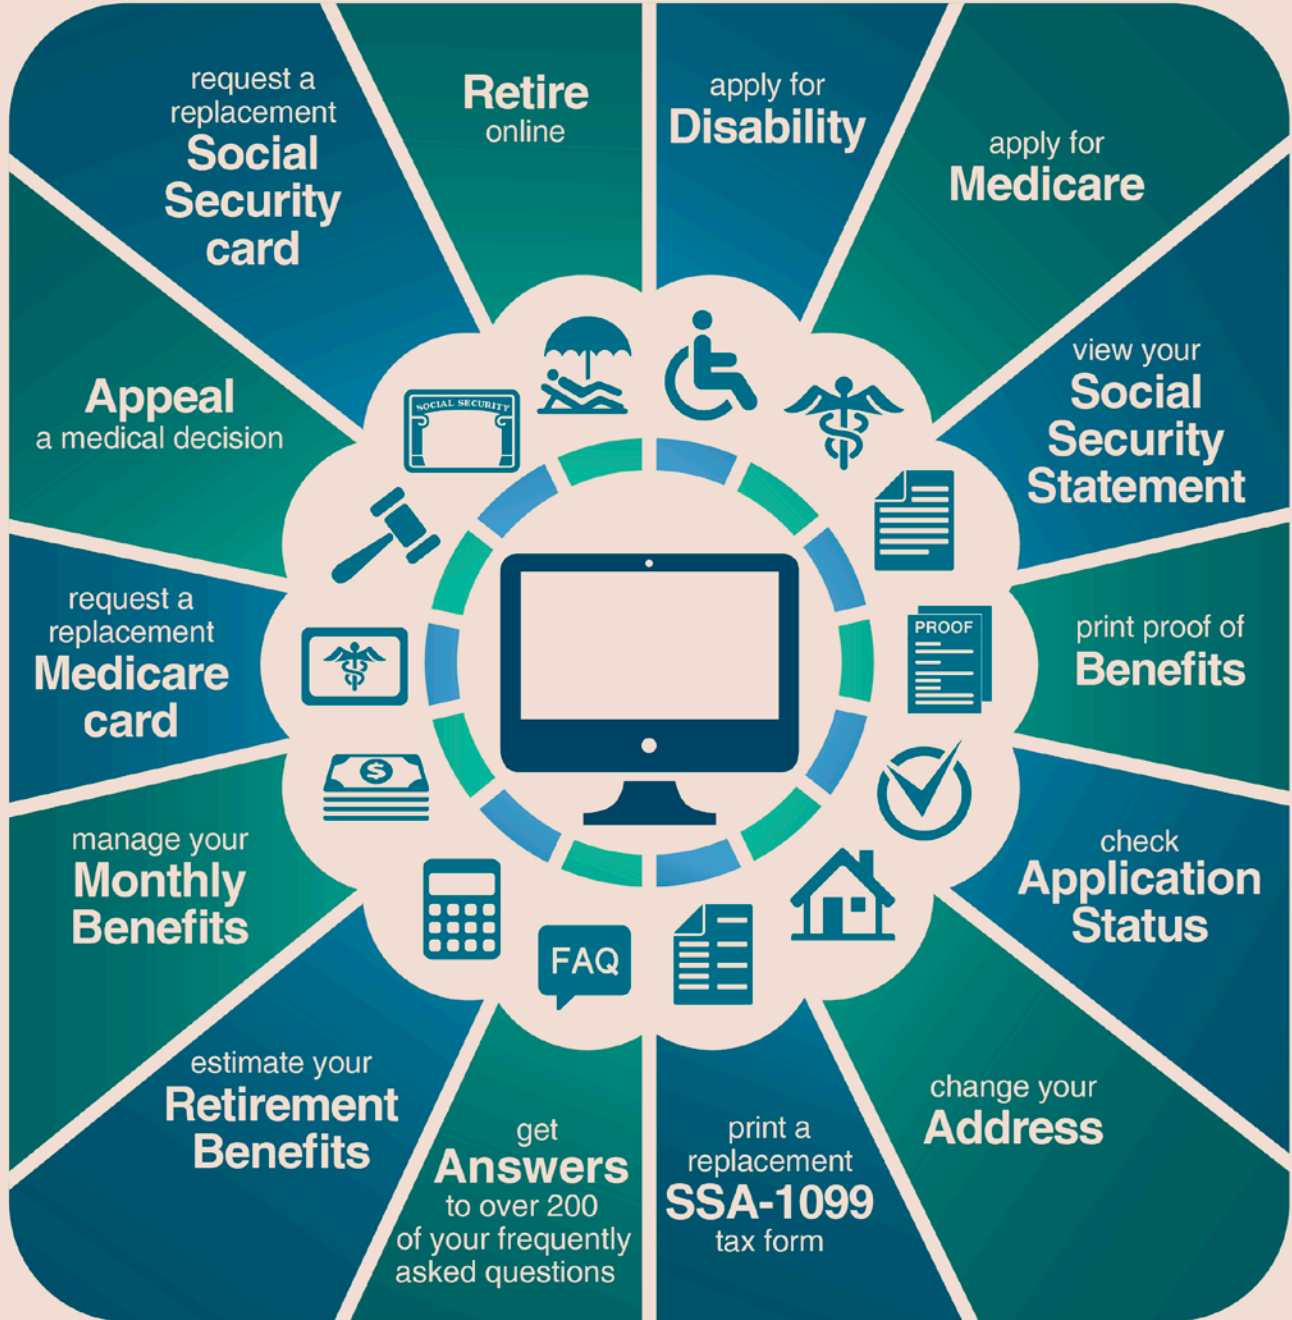 request a
replacement
Social
Security
card
Retire
online
apply for
Disability
apply for
Medicare
view your
Social
Security
Statement
print proof of
Benefits
check
Application
Status
change your
Address
print a
replacement
SSA-1099
tax form
get
Answers
to over 200
of your frequently
asked questions
estimate your
Retirement
Benefits
manage your
Monthly
Benefits
request a
replacement
Medicare
card
Appeal
a medical decision
SOCIAL SECURITY
PROOF
FAQ
$